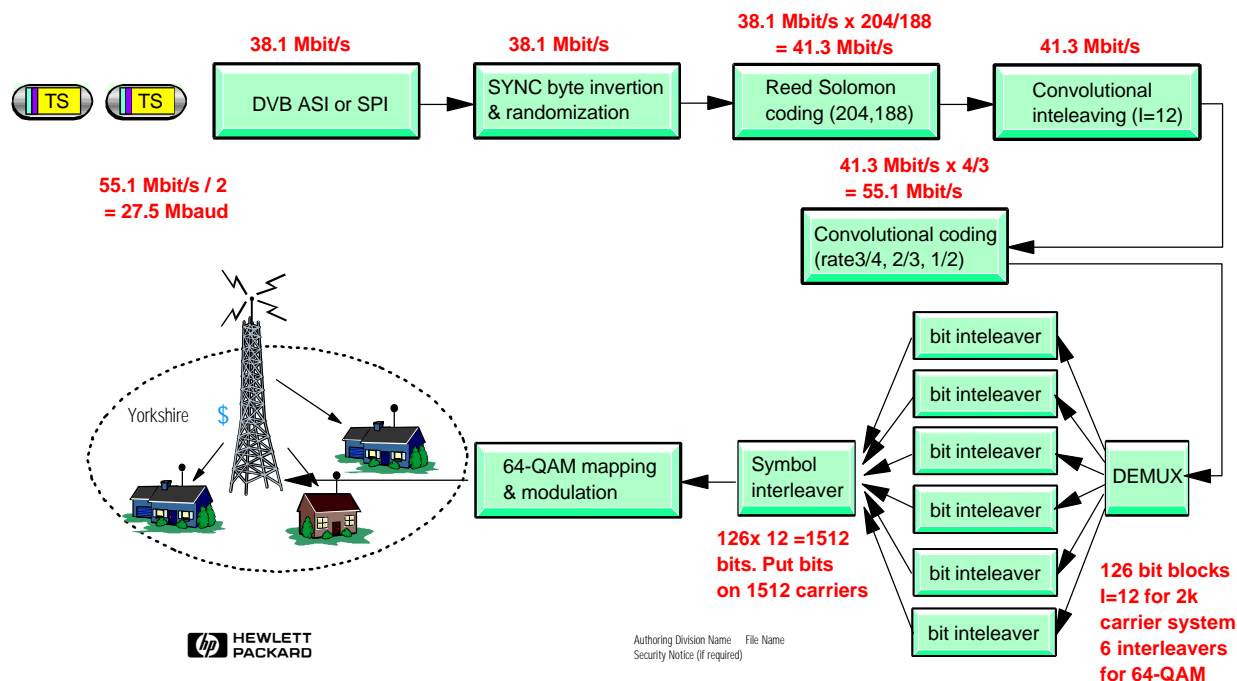 38.1 Mbit/s
38.1 Mbit/s
38.1 Mbit/s x 204/188
= 41.3 Mbit/s
41.3 Mbit/s
TS
TS
DVB ASI or SPI
SYNC byte invertion
& randomization
Reed Solomon
coding (204,188)
Convolutional
inteleaving (I=12)
55.1 Mbit/s / 2
= 27.5 Mbaud
41.3 Mbit/s x 4/3
= 55.1 Mbit/s
Convolutional coding
(rate3/4, 2/3, 1/2)
bit inteleaver
bit inteleaver
bit inteleaver
bit inteleaver
bit inteleaver
bit inteleaver
DEMUX
Symbol
interleaver
64-QAM mapping
& modulation
Yorkshire $
126x 12 =1512
bits. Put bits
on 1512 carriers
126 bit blocks
I=12 for 2k
carrier system
6 interleavers
for 64-QAM
hp HEWLETT
PACKARD
Authoring Division Name File Name
Security Notice (if required)